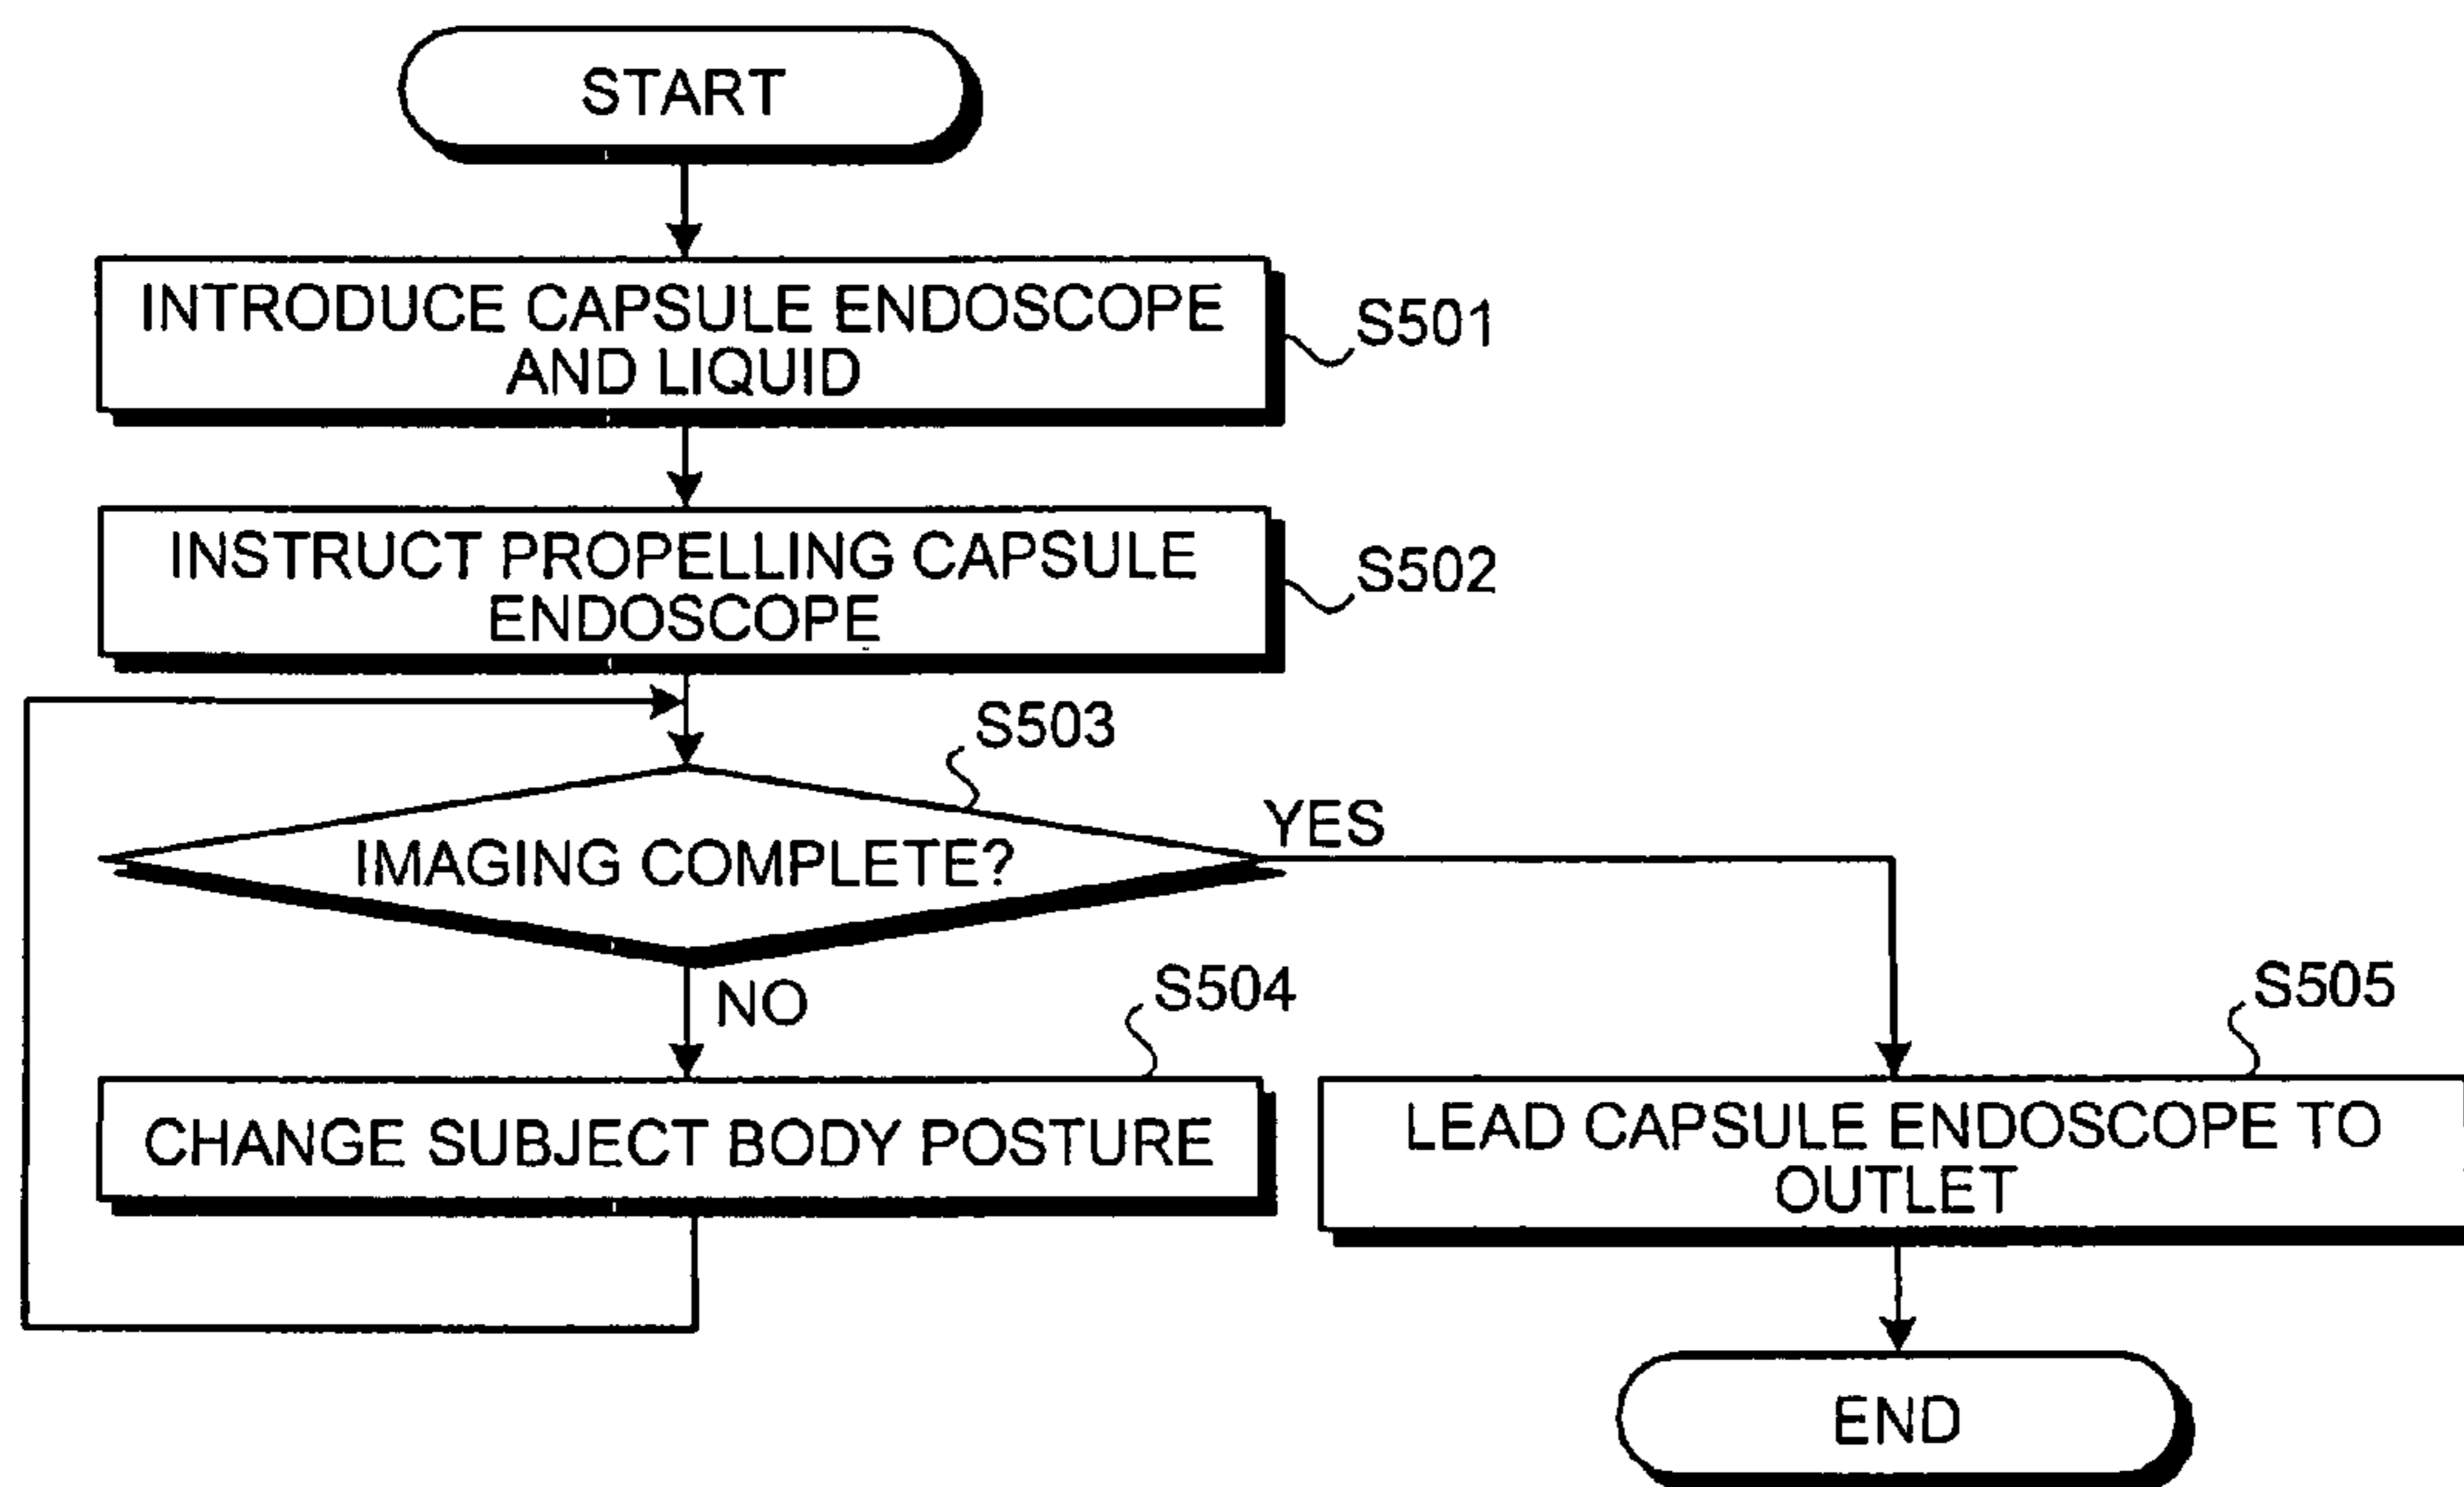 START
INTRODUCE CAPSULE ENDOSCOPE
AND LIQUID
S501
INSTRUCT PROPELLING CAPSULE
ENDOSCOPE
S502
S503
IMAGING COMPLETE?
YES
NO
S504
CHANGE SUBJECT BODY POSTURE
S505
LEAD CAPSULE ENDOSCOPE TO
OUTLET
END